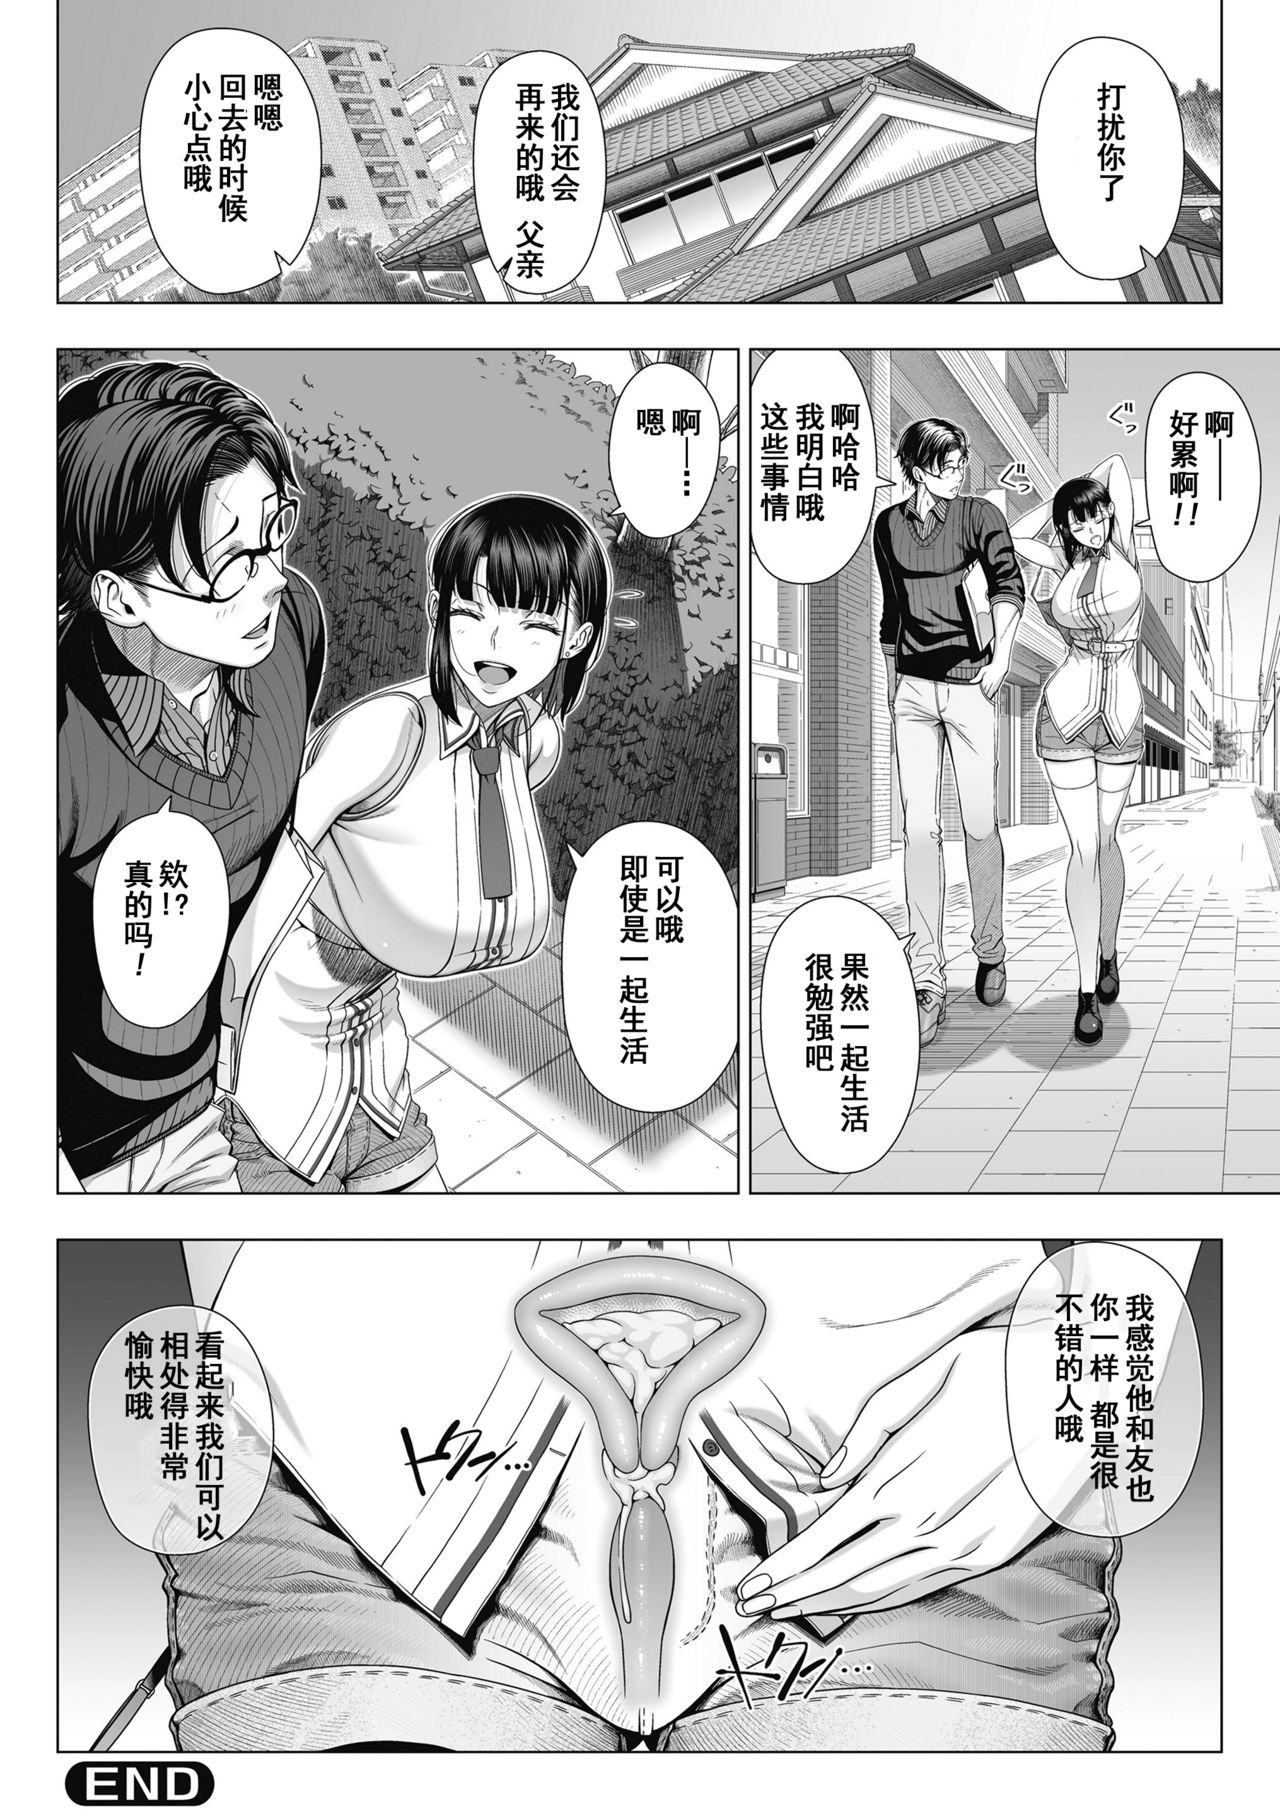 打扰你了
我们还会
再来的哦 父亲
嗯嗯
回去的时候
小心点哦
啊——
好累啊!!
ぐっ
ぐっ
啊哈哈
我明白哦
这些事情
果然一起生活
很勉强吧
啊—…
嗯
可以哦
即使是一起生活
欸!?
真的吗!
我感觉他和友也
你一样 都是很
不错的人哦
ドクン…
ドクン…
看起来我们可以
相处得非常
愉快哦
END